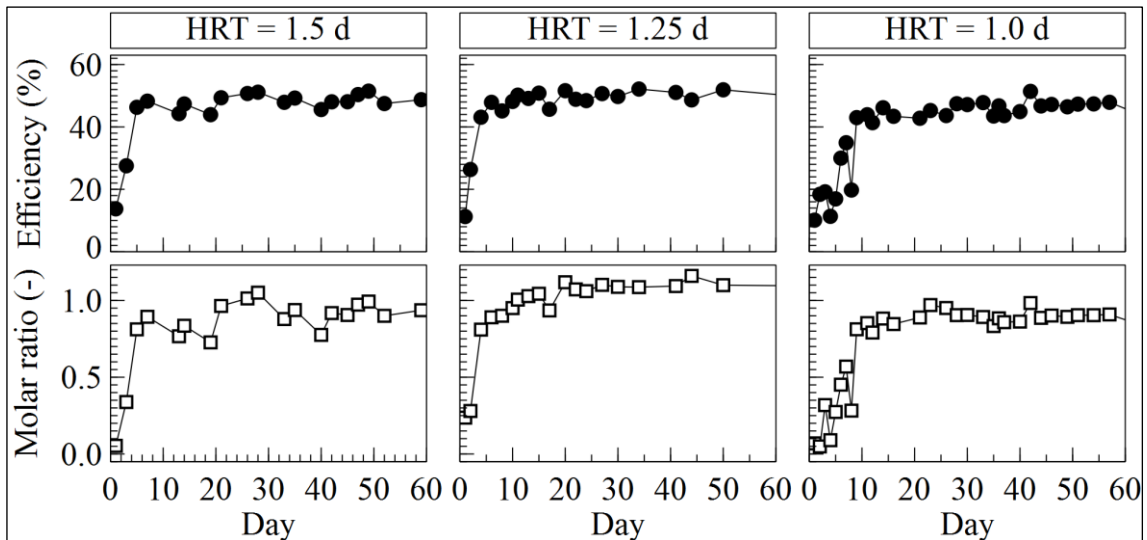 HRT = 1.5 d HRT = 1.25 d HRT = 1.0 d
Efficiency (%)
60
40
20
0
Molar ratio (-)
1.0
0.5
0.0
0 10 20 30 40 50 60 0 10 20 30 40 50 60 0 10 20 30 40 50 60
Day Day Day